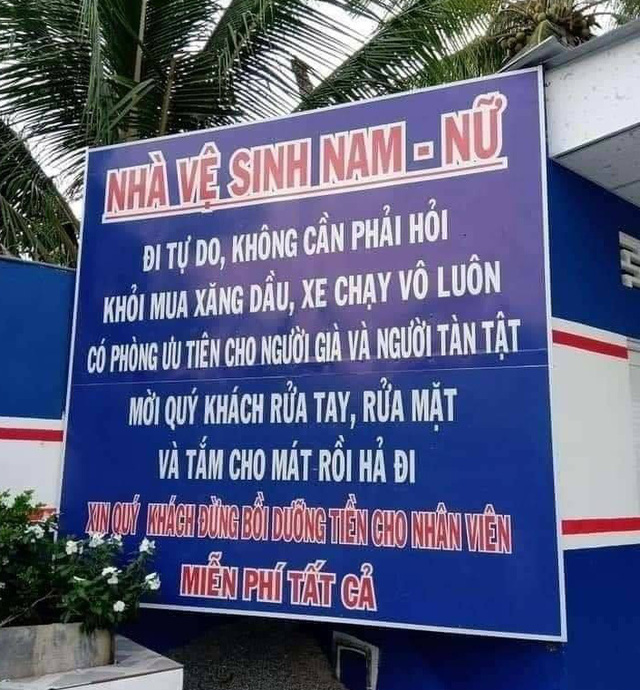 NHÀ VỆ SINH NAM - NỮ
ĐI TỰ DO, KHÔNG CẦN PHẢI HỎI
KHỎI MUA XĂNG DẦU, XE CHẠY VÔ LUÔN
CÓ PHÒNG ƯU TIÊN CHO NGƯỜI GIÀ VÀ NGƯỜI TÀN TẬT
MỜI QUÝ KHÁCH RỬA TAY, RỬA MẶT
VÀ TẮM CHO MÁT RỒI HẢ ĐI
XIN QUÝ KHÁCH ĐỪNG BỒI DƯỠNG TIỀN CHO NHÂN VIÊN
MIỄN PHÍ TẤT CẢ